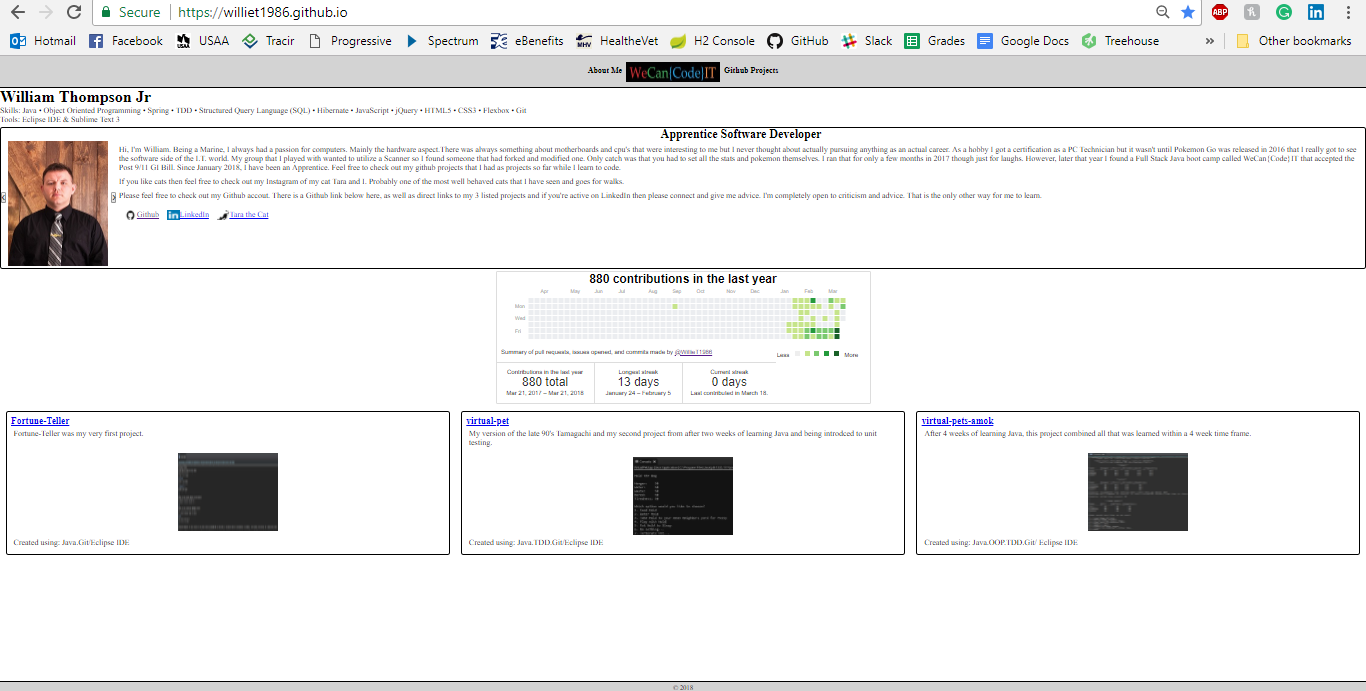 Secure https://williet1986.github.io
ABP
Hotmail Facebook USAA Tracir Progressive Spectrum eBenefits HealtheVet H2 Console GitHub Slack Grades Google Docs Treehouse » Other bookmarks
About Me WeCan{Code}IT Github Projects
William Thompson Jr
Skills: Java • Object Oriented Programming • Spring • TDD • Structured Query Language (SQL) • Hibernate • JavaScript • jQuery • HTML5 • CSS3 • Flexbox • Git
Tools: Eclipse IDE & Sublime Text 3
Apprentice Software Developer
Hi, I'm William. Being a Marine, I always had a passion for computers. Mainly the hardware aspect.There was always something about motherboards and cpu's that were interesting to me but I never thought about actually pursuing anything as an actual career. As a hobby I got a certification as a PC Technician but it wasn't until Pokemon Go was released in 2016 that I really got to see
the software side of the I.T. world. My group that I played with wanted to utilize a Scanner so I found someone that had forked and modified one. Only catch was that you had to set all the stats and pokemon themselves. I ran that for only a few months in 2017 though just for laughs. However, later that year I found a Full Stack Java boot camp called WeCan{Code}IT that accepted the
Post 9/11 GI Bill. Since January 2018, I have been an Apprentice. Feel free to check out my github projects that I had as projects so far while I learn to code.
If you like cats then feel free to check out my Instagram of my cat Tara and I. Probably one of the most well behaved cats that I have seen and goes for walks.
Please feel free to check out my Github accout. There is a Github link below here, as well as direct links to my 3 listed projects and if you're active on LinkedIn then please connect and give me advice. I'm completely open to criticism and advice. That is the only other way for me to learn.
Github LinkedIn Tara the Cat
880 contributions in the last year
Apr May Jun Jul Aug Sep Oct Nov Dec Jan Feb Mar
Mon
Wed
Fri
Summary of pull requests, issues opened, and commits made by @WillieT1986
Less More
Contributions in the last year Longest streak Current streak
880 total 13 days 0 days
Mar 21, 2017 – Mar 21, 2018 January 24 – February 5 Last contributed in March 18.
Fortune-Teller
Fortune-Teller was my very first project.
Created using: Java.Git/Eclipse IDE
virtual-pet
My version of the late 90's Tamagachi and my second project from after two weeks of learning Java and being introdced to unit
testing.
Created using: Java.TDD.Git/Eclipse IDE
virtual-pets-amok
After 4 weeks of learning Java, this project combined all that was learned within a 4 week time frame.
Created using: Java.OOP.TDD.Git/ Eclipse IDE
© 2018